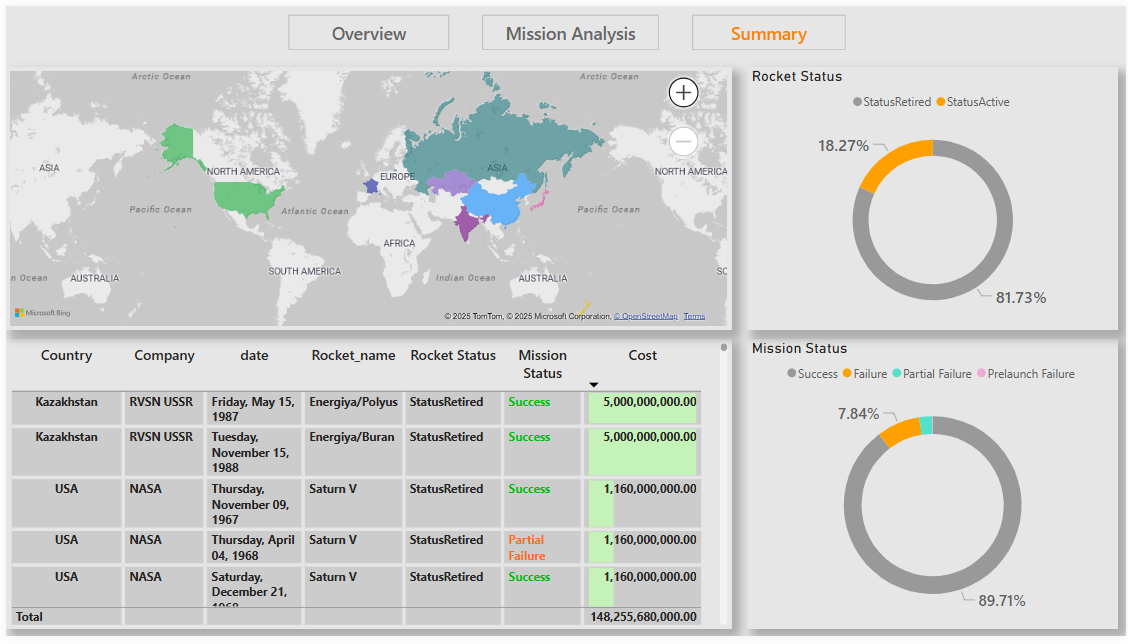 Overview
Mission Analysis
Summary
Arctic Ocean
Arctic Ocean
ASIA
NORTH AMERICA
EUROPE
ASIA
NORTH AMERICA
Pacific Ocean
Atlantic Ocean
Pacific Ocean
AFRICA
SOUTH AMERICA
n Ocean
AUSTRALIA
Indian Ocean
AUSTRALIA
SO
Microsoft Bing
© 2025 TomTom, © 2025 Microsoft Corporation, © OpenStreetMap Terms
Rocket Status
StatusRetired StatusActive
18.27%
81.73%
Country Company date Rocket_name Rocket Status Mission Status Cost
Kazakhstan RVSN USSR Friday, May 15, Energiya/Polyus StatusRetired Success 5,000,000,000.00
1987
Kazakhstan RVSN USSR Tuesday, Energiya/Buran StatusRetired Success 5,000,000,000.00
November 15,
1988
USA NASA Thursday, Saturn V StatusRetired Success 1,160,000,000.00
November 09,
1967
USA NASA Thursday, April Saturn V StatusRetired Partial 1,160,000,000.00
04, 1968 Failure
USA NASA Saturday, Saturn V StatusRetired Success 1,160,000,000.00
December 21,
1968
Total 148,255,680,000.00
Mission Status
Success Failure Partial Failure Prelaunch Failure
7.84%
89.71%